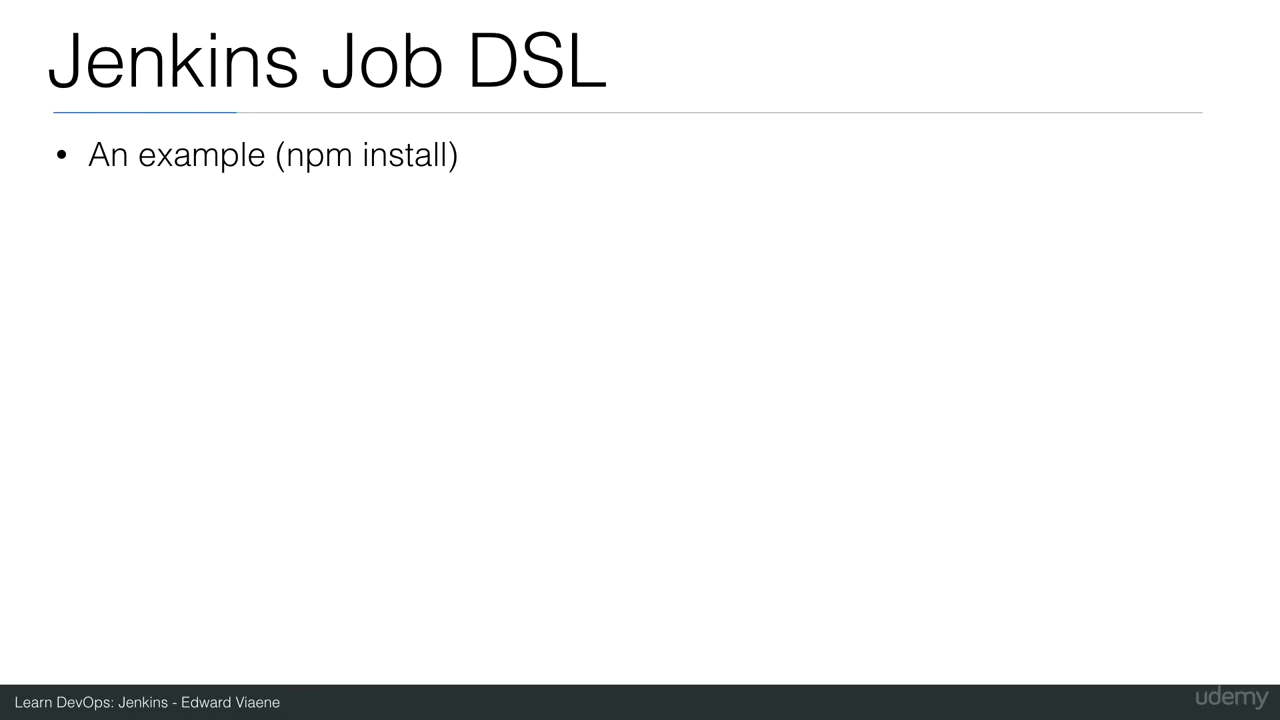 Jenkins Job DSL
• An example (npm install)
Learn DevOps: Jenkins - Edward Viaene
udemy